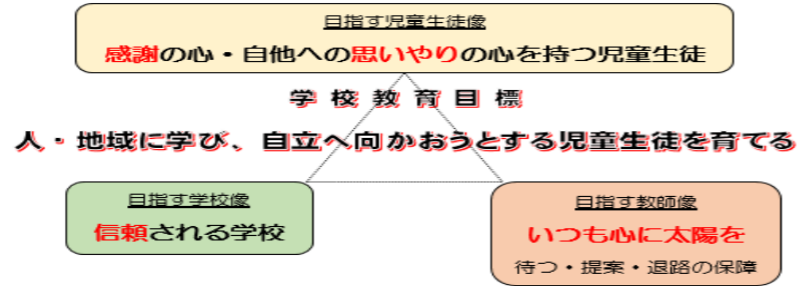 目指す児童生徒像
感謝の心・自他への思いやりの心を持つ児童生徒
学校教育目標
人・地域に学び、自立へ向かおうとする児童生徒を育てる
目指す学校像
信頼される学校
目指す教師像
いつも心に太陽を
待つ・提案・退路の保障